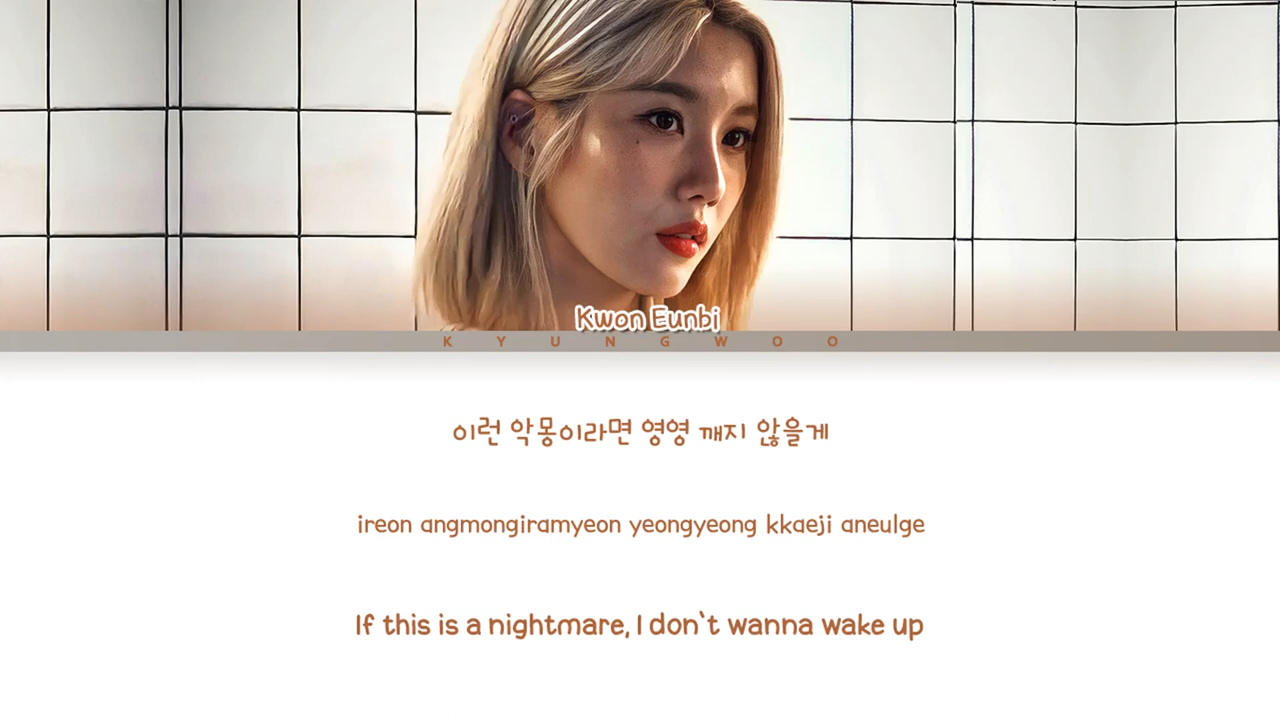 Kwon Eunbi
KYUNGWOO
이런 악몽이라면 영영 깨지 않을게
ireon angmongiramyeon yeongyeong kkaeji aneulge
If this is a nightmare, I don`t wanna wake up